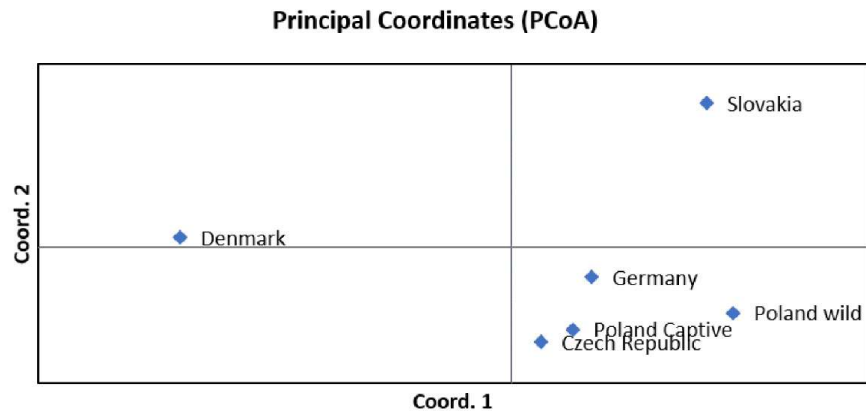 Principal Coordinates (PCoA)
Slovakia
Coord. 2
Denmark
Germany
Poland wild
Poland Captive
Czech Republic
Coord. 1